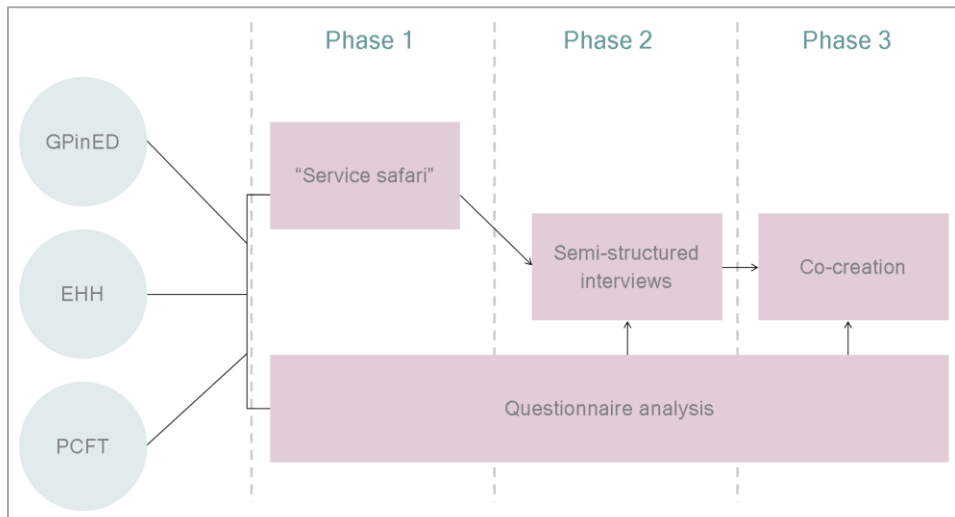 Phase 1
Phase 2
Phase 3
GPinED
"Service safari"
Semi-structured
interviews
Co-creation
EHH
Questionnaire analysis
PCFT